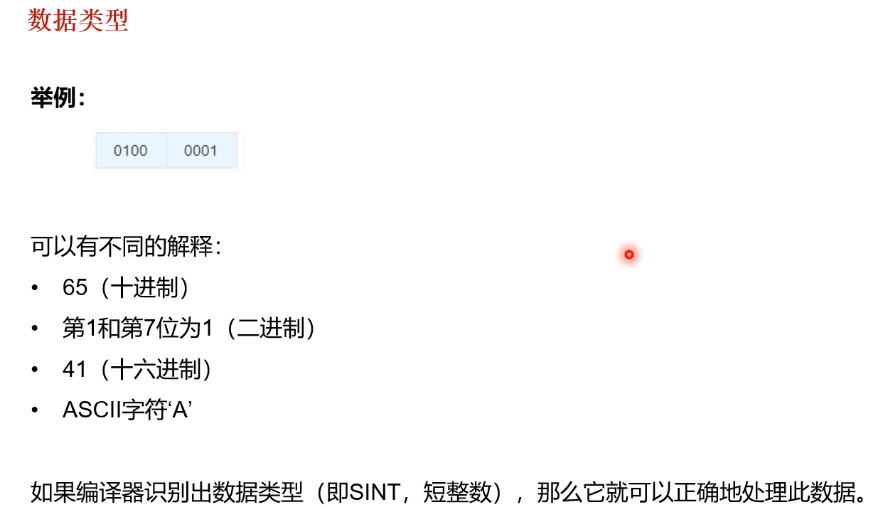 数据类型
举例：
0100 0001
可以有不同的解释：
• 65（十进制）
• 第1和第7位为1（二进制）
• 41（十六进制）
• ASCII字符‘A’
如果编译器识别出数据类型（即SINT，短整数），那么它就可以正确地处理此数据。